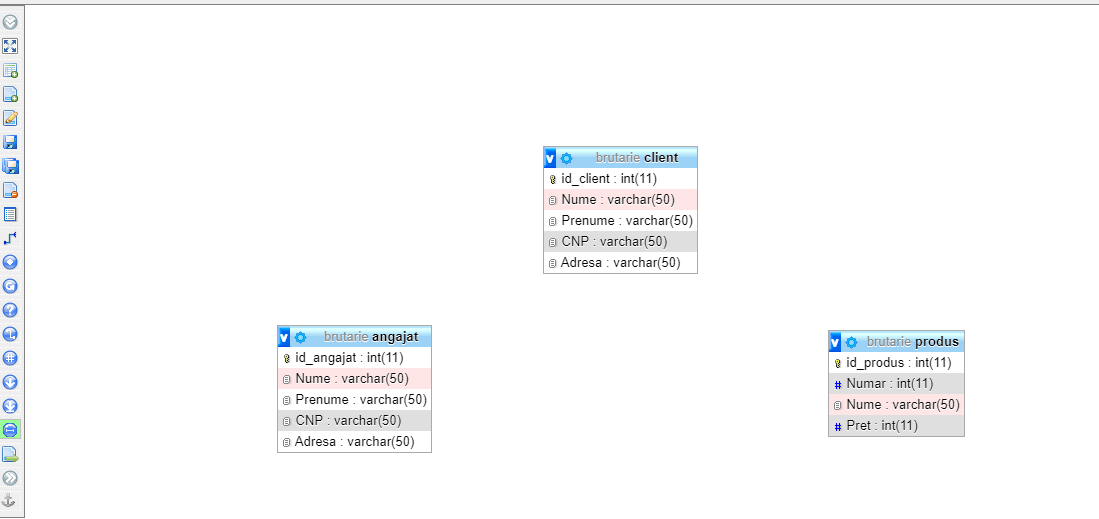 brutarie client
id_client : int(11)
Nume : varchar(50)
Prenume : varchar(50)
CNP : varchar(50)
Adresa : varchar(50)
brutarie angajat
id_angajat : int(11)
Nume : varchar(50)
Prenume : varchar(50)
CNP : varchar(50)
Adresa : varchar(50)
brutarie produs
id_produs : int(11)
# Numar : int(11)
Nume : varchar(50)
# Pret : int(11)